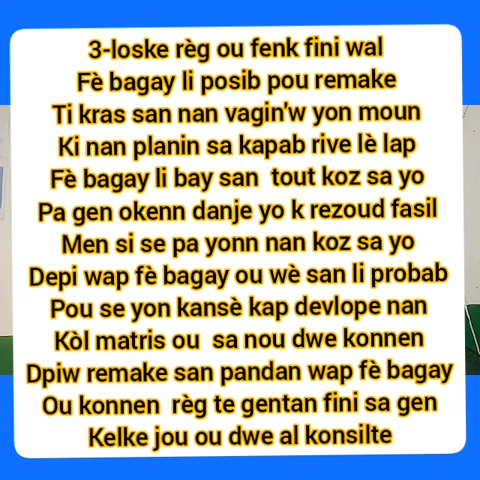 3-loske règ ou fenk fini wal
Fè bagay li posib pou remake
Ti kras san nan vagin'w yon moun
Ki nan planin sa kapab rive lè lap
Fè bagay li bay san tout koz sa yo
Pa gen okenn danje yo k rezoud fasil
Men si se pa yonn nan koz sa yo
Depi wap fè bagay ou wè san li probab
Pou se yon kansè kap devlope nan
Kòl matris ou sa nou dwe konnen
Dpiw remake san pandan wap fè bagay
Ou konnen règ te gentan fini sa gen
Kelke jou ou dwe al konsilte